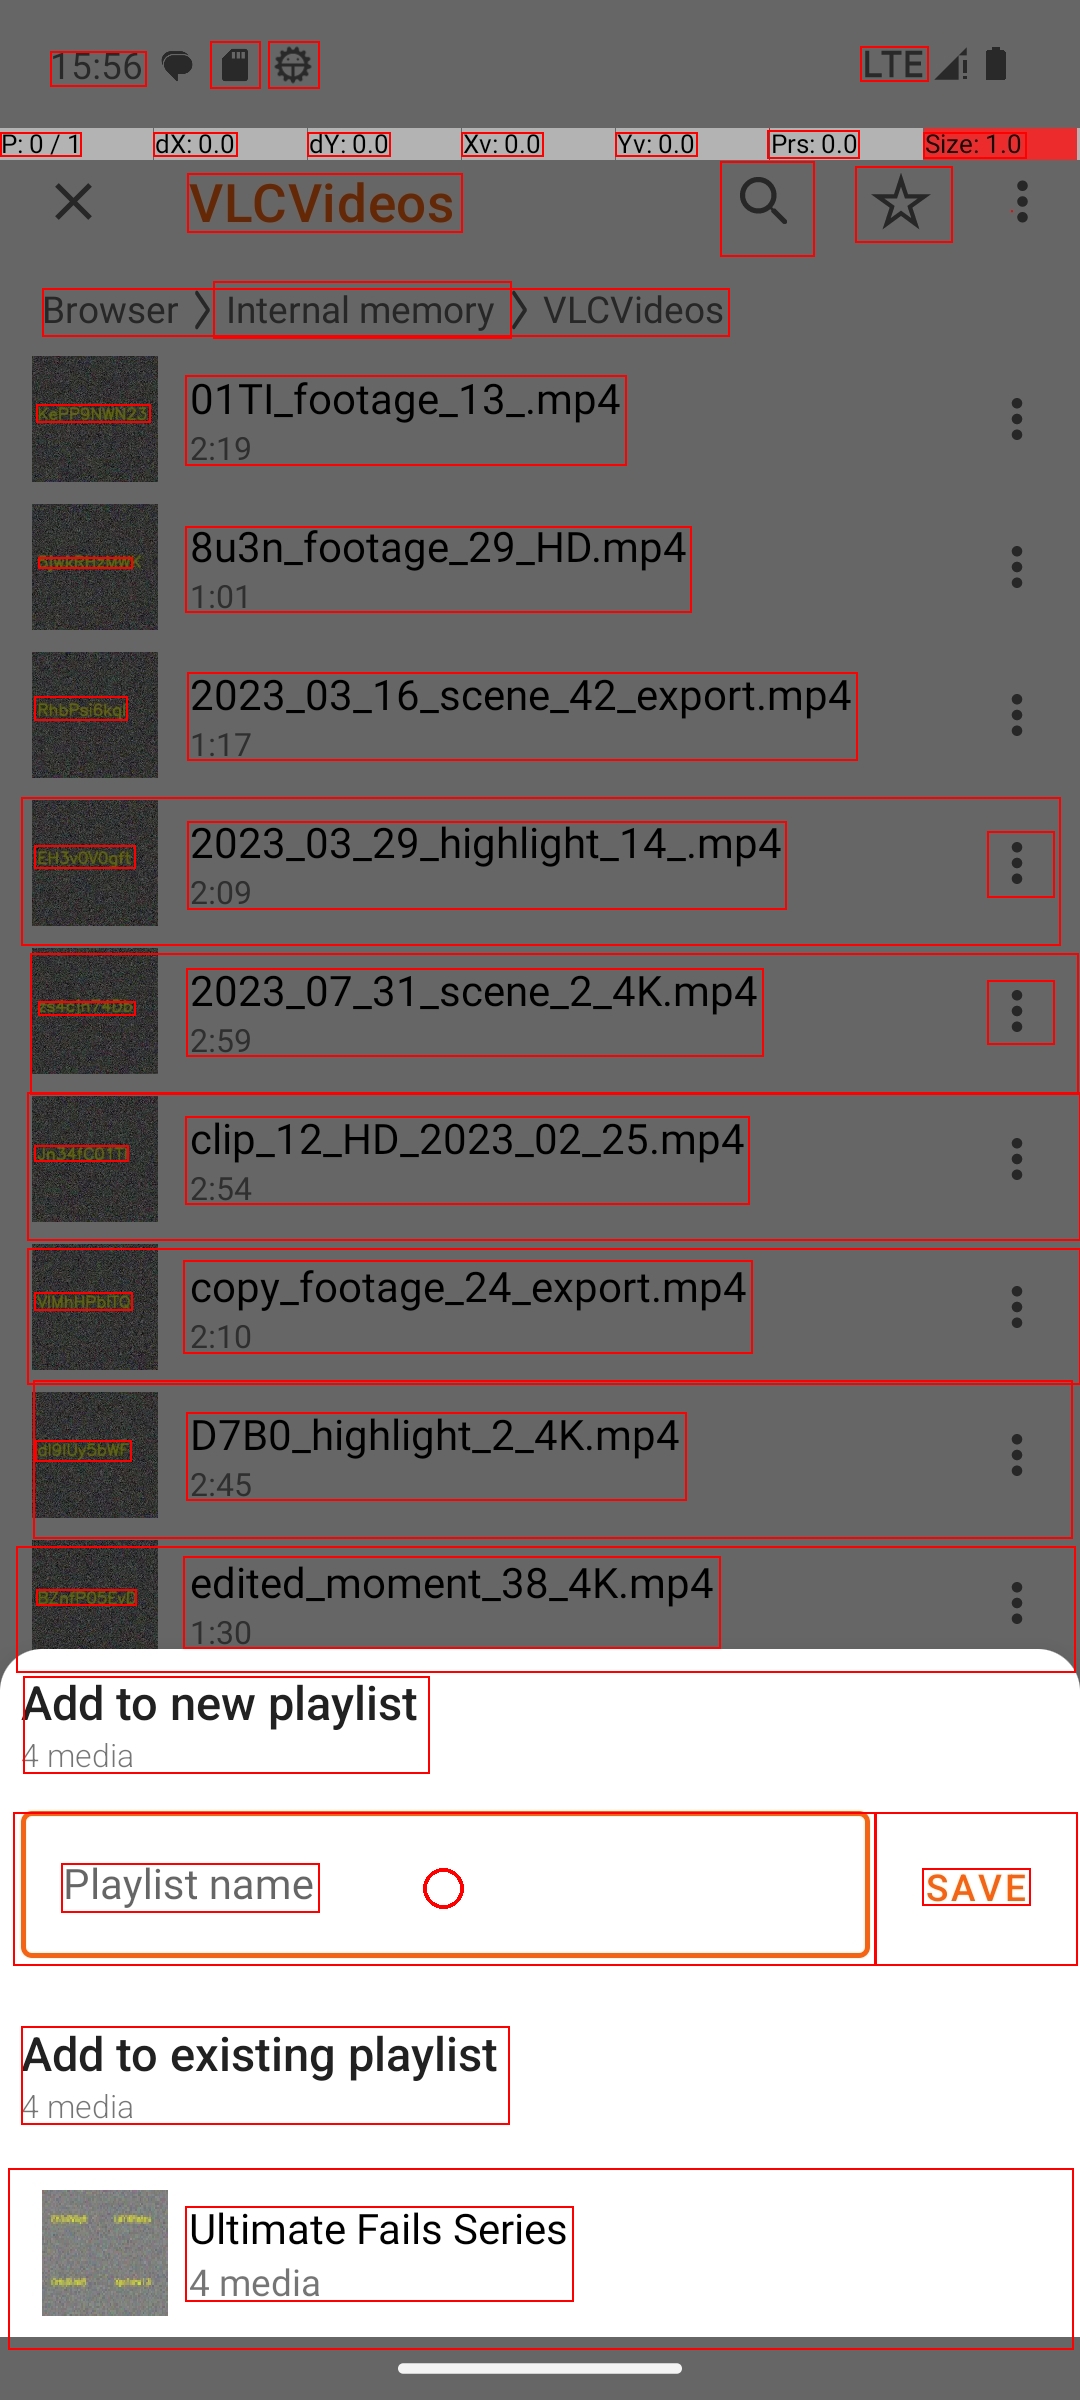 15:56
LTE
P: 0 / 1
dX: 0.0
dY: 0.0
Xv: 0.0
Yv: 0.0
Prs: 0.0
Size: 1.0
VLCVideos
Browser
Internal memory
VLCVideos
KePP9NWN23
01TI_footage_13_.mp4
2:19
8u3n_footage_29_HD.mp4
1:01
2023_03_16_scene_42_export.mp4
1:17
2023_03_29_highlight_14_.mp4
2:09
2023_07_31_scene_2_4K.mp4
2:59
clip_12_HD_2023_02_25.mp4
2:54
copy_footage_24_export.mp4
2:10
D7B0_highlight_2_4K.mp4
2:45
edited_moment_38_4K.mp4
1:30
Add to new playlist
4 media
Playlist name
SAVE
Add to existing playlist
4 media
Ultimate Fails Series
4 media